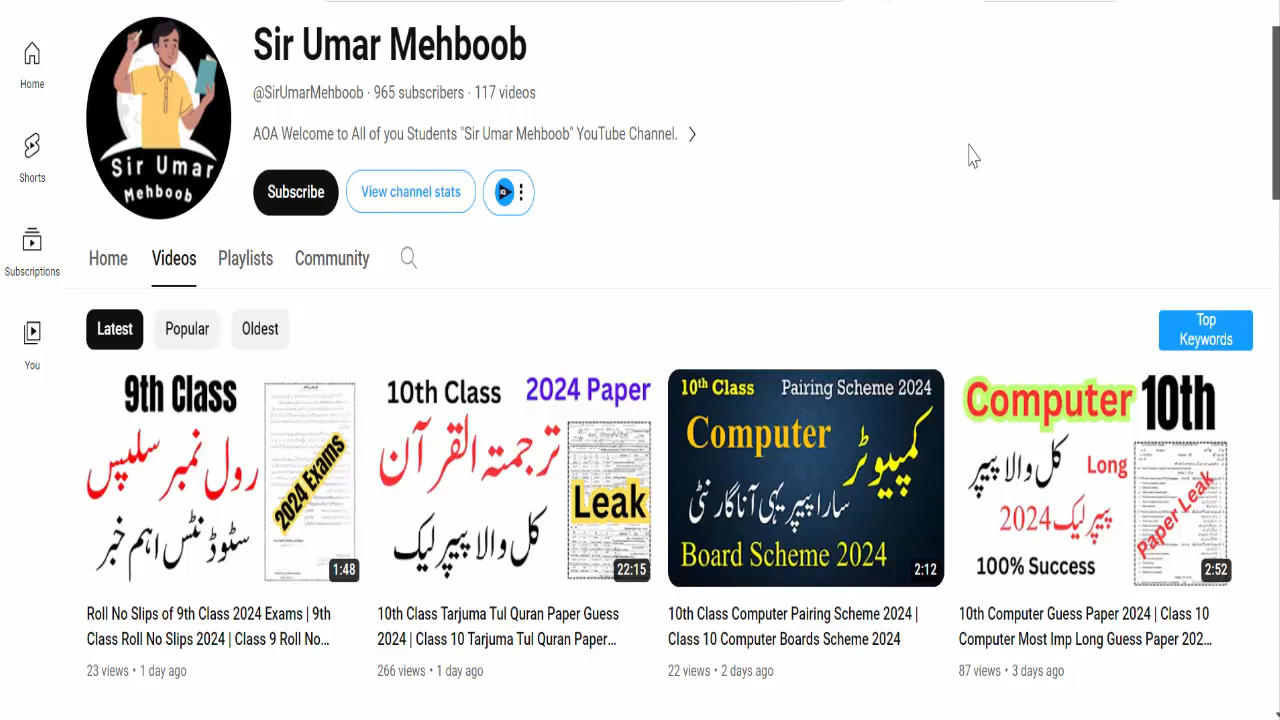 Sir Umar Mehboob
@SirUmarMehboob · 965 subscribers · 117 videos
AOA Welcome to All of you Students "Sir Umar Mehboob" YouTube Channel.
Sir Umar
Mehboob
Subscribe
View channel stats
Home
Shorts
Subscriptions
You
Home Videos Playlists Community
Latest Popular Oldest
Top
Keywords
9th Class
رول نمبر سلپس
سٹوڈنٹس اہم خبر
2024 Exams
1:48
Roll No Slips of 9th Class 2024 Exams | 9th
Class Roll No Slips 2024 | Class 9 Roll No...
23 views • 1 day ago
10th Class 2024 Paper
ترجمتہ القرآن
کل والا پیپر لیک
Leak
22:15
10th Class Tarjuma Tul Quran Paper Guess
2024 | Class 10 Tarjuma Tul Quran Paper...
266 views • 1 day ago
10th Class Pairing Scheme 2024
Computer کمپیوٹر
سارا پیپر یہی آئے گا گارنٹی
Board Scheme 2024
2:12
10th Class Computer Pairing Scheme 2024 |
Class 10 Computer Boards Scheme 2024
22 views • 2 days ago
Computer 10th
کل والا پیپر
Long
پیپر لیک 2024
Paper Leak
100% Success
2:52
10th Computer Guess Paper 2024 | Class 10
Computer Most Imp Long Guess Paper 202...
87 views • 3 days ago